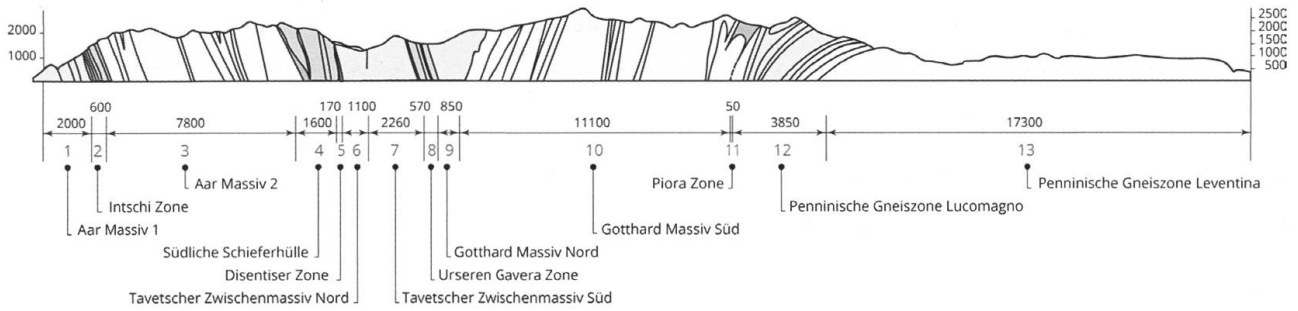 2500
2000 2000
1500
1000 1000
500
600 170 1100 570 850 50
2000 7800 1600 2260 11100 3850 17300
1 2 3 4 5 6 7 8 9 10 11 12 13
Aar Massiv 2 Piora Zone Penninische Gneiszone Leventina
Intschi Zone Penninische Gneiszone Lucomagno
Aar Massiv 1 Gotthard Massiv Süd
Südliche Schieferhülle Gotthard Massiv Nord
Disentiser Zone Urseren Gavera Zone
Tavetscher Zwischenmassiv Nord Tavetscher Zwischenmassiv Süd